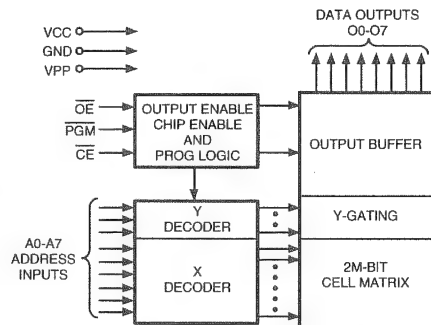 DATA OUTPUTS
O0-O7
VCC
GND
VPP
OE
PGM
CE
OUTPUT ENABLE
CHIP ENABLE
AND
PROG LOGIC
OUTPUT BUFFER
A0-A7
ADDRESS
INPUTS
Y
DECODER
X
DECODER
Y-GATING
2M-BIT
CELL MATRIX